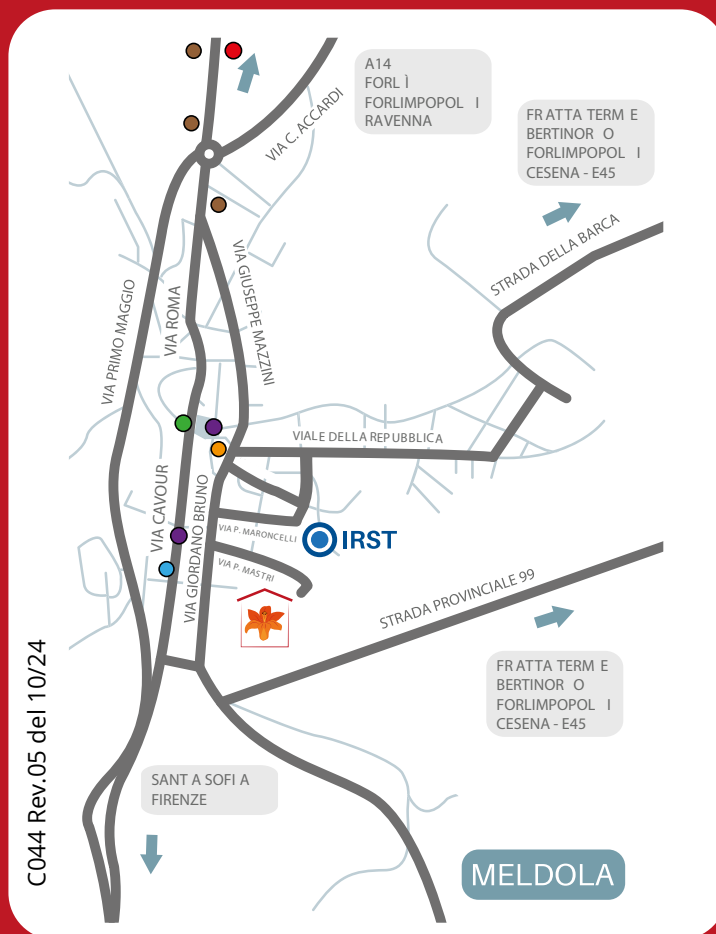 A14
FORLÌ
FORLIMPOPOLI
RAVENNA
VIA C. ACCARDI
FRATTA TERME
BERTINORO
FORLIMPOPOLI
CESENA - E45
STRADA DELLA BARCA
VIA PRIMO MAGGIO
VIA ROMA
VIA GIUSEPPE MAZZINI
VIALE DELLA REPUBBLICA
VIA CAVOUR
VIA GIORDANO BRUNO
VIA P. MARONCELLI
IRST
VIA P. MASTRI
STRADA PROVINCIALE 99
FRATTA TERME
BERTINORO
FORLIMPOPOLI
CESENA - E45
SANTA SOFIA
FIRENZE
MELDOLA
C044 Rev.05 del 10/24